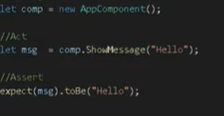 let comp = new AppComponent();
//Act
let msg = comp.ShowMessage("Hello");
//Assert
expect(msg).toBe("Hello");